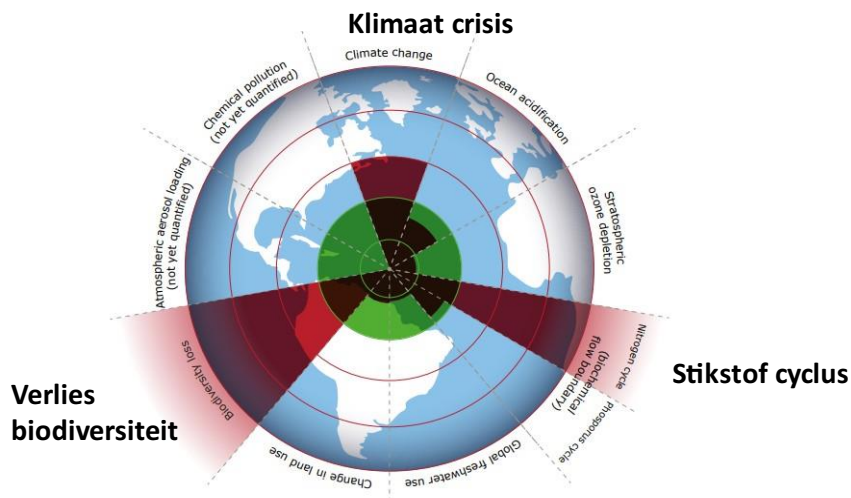 Klimaat crisis
Climate change
Ocean acidification
Stratospheric
ozone depletion
Nitrogen cycle
(biochemical
flow boundary)
Phosporus cycle
Stikstof cyclus
Global freshwater use
Change in land use
Biodiversity loss
Verlies
biodiversiteit
Atmospheric aerosol loading
(not yet quantified)
Chemical pollution
(not yet quantified)